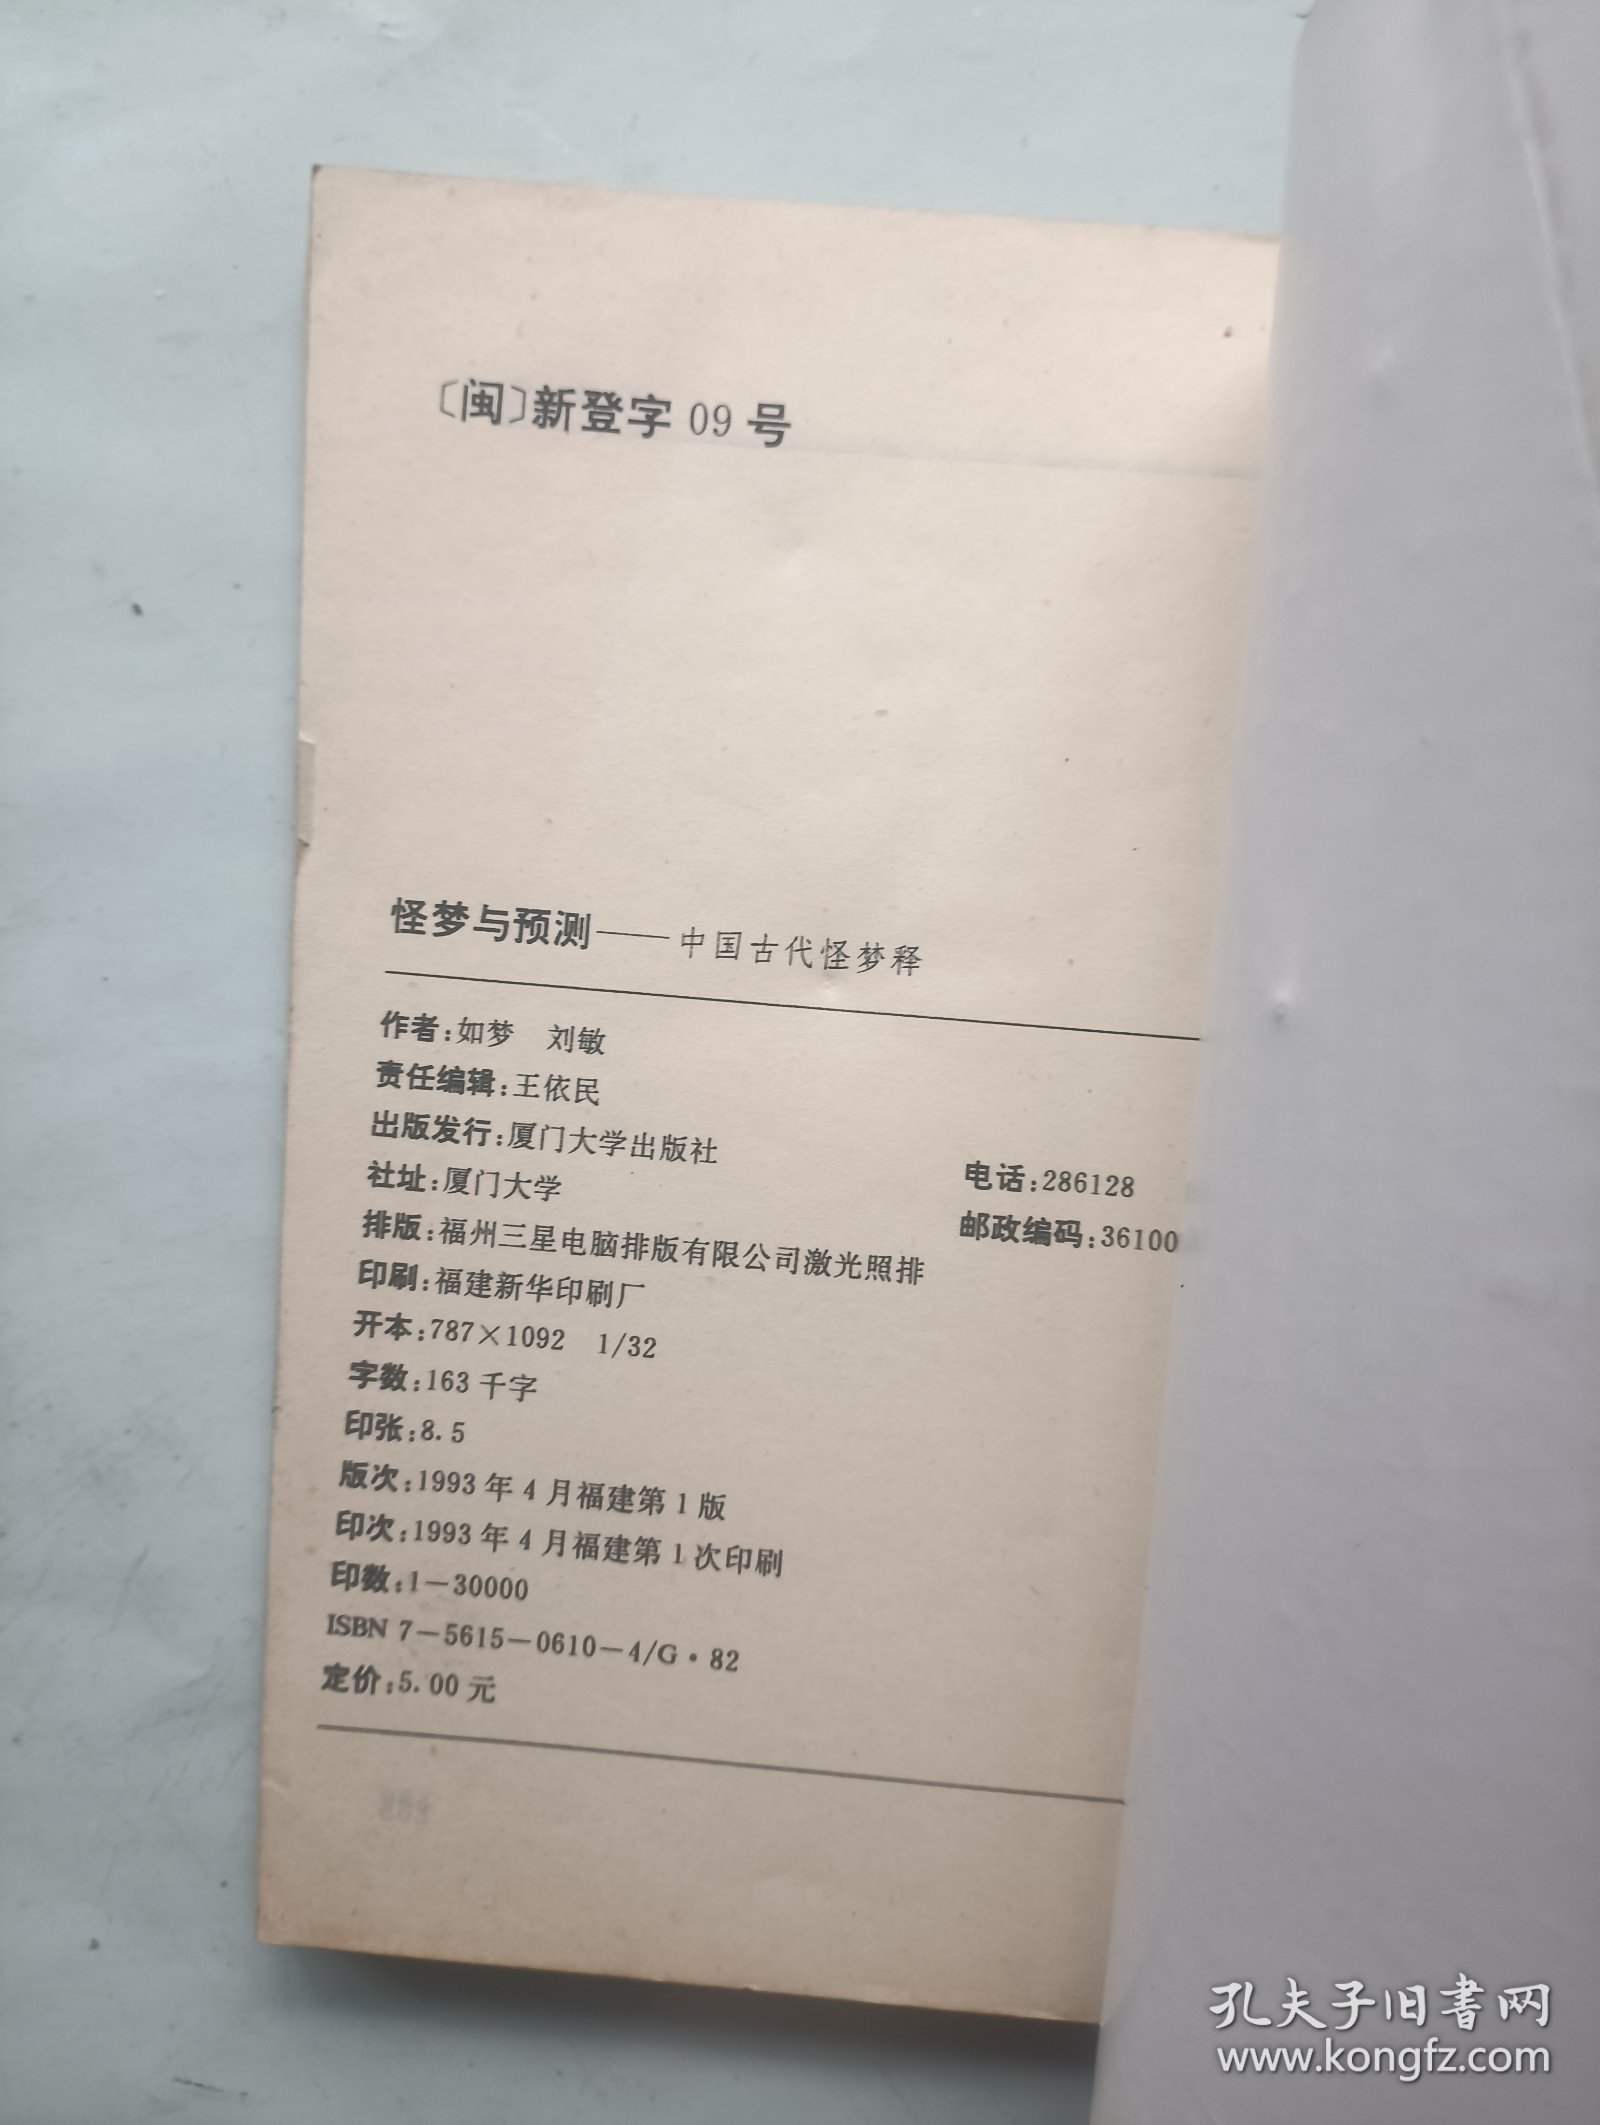 〔闽〕新登字 09 号
怪梦与预测——中国古代怪梦释
作者:如梦 刘敏
责任编辑:王依民
出版发行:厦门大学出版社
社址:厦门大学 电话:286128
排版:福州三星电脑排版有限公司激光照排 邮政编码:36100
印刷:福建新华印刷厂
开本:787×1092 1/32
字数:163 千字
印张:8.5
版次:1993 年 4 月福建第 1 版
印次:1993 年 4 月福建第 1 次印刷
印数:1—30000
ISBN 7—5615—0610—4/G·82
定价:5.00 元
孔夫子旧書网
www.kongfz.com